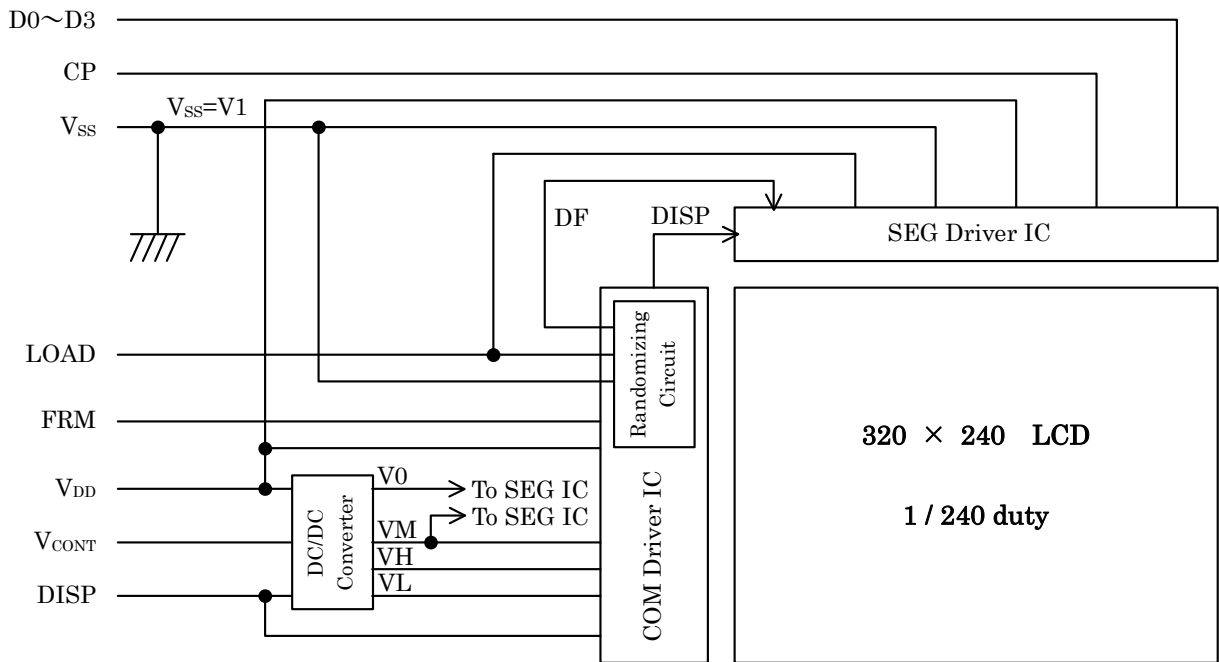 D0～D3
CP
VSS=V1
VSS
DF
DISP
SEG Driver IC
LOAD
Randomizing
Circuit
FRM
320 × 240 LCD
1 / 240 duty
VDD
V0
To SEG IC
To SEG IC
VCONT
DC/DC
Converter
VM
VH
VL
DISP
COM Driver IC